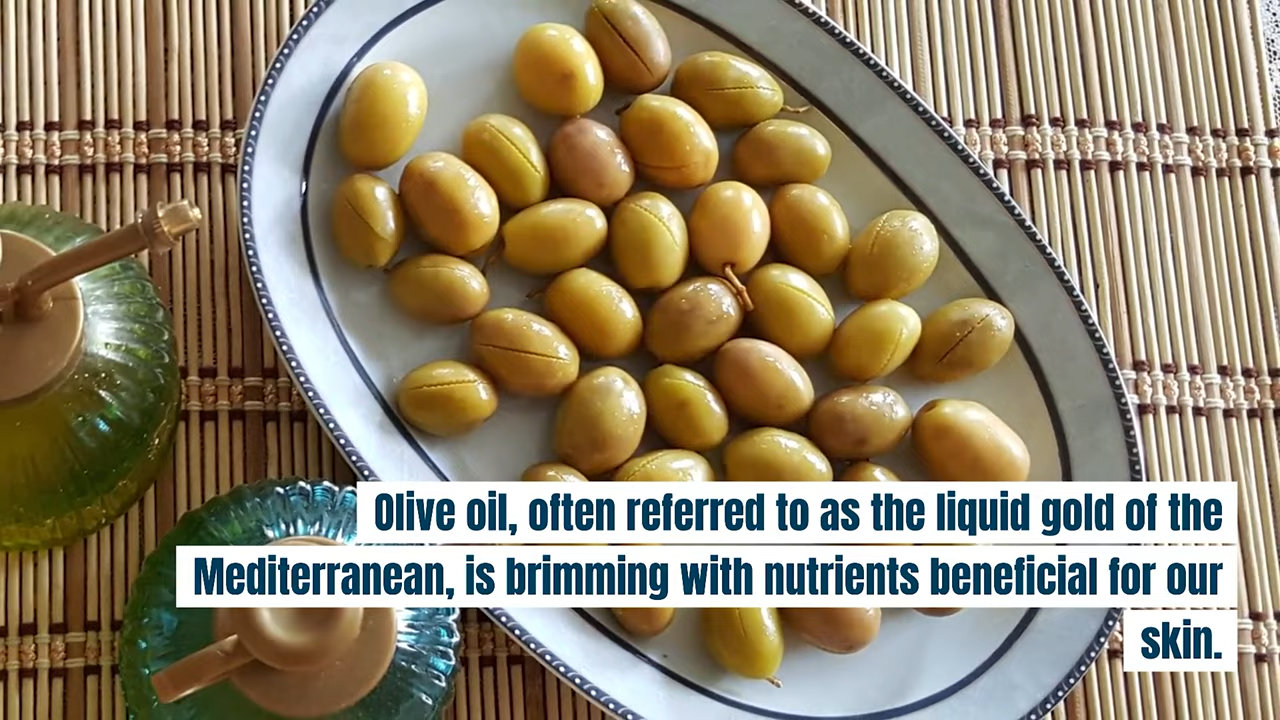 Olive oil, often referred to as the liquid gold of the
Mediterranean, is brimming with nutrients beneficial for our
skin.